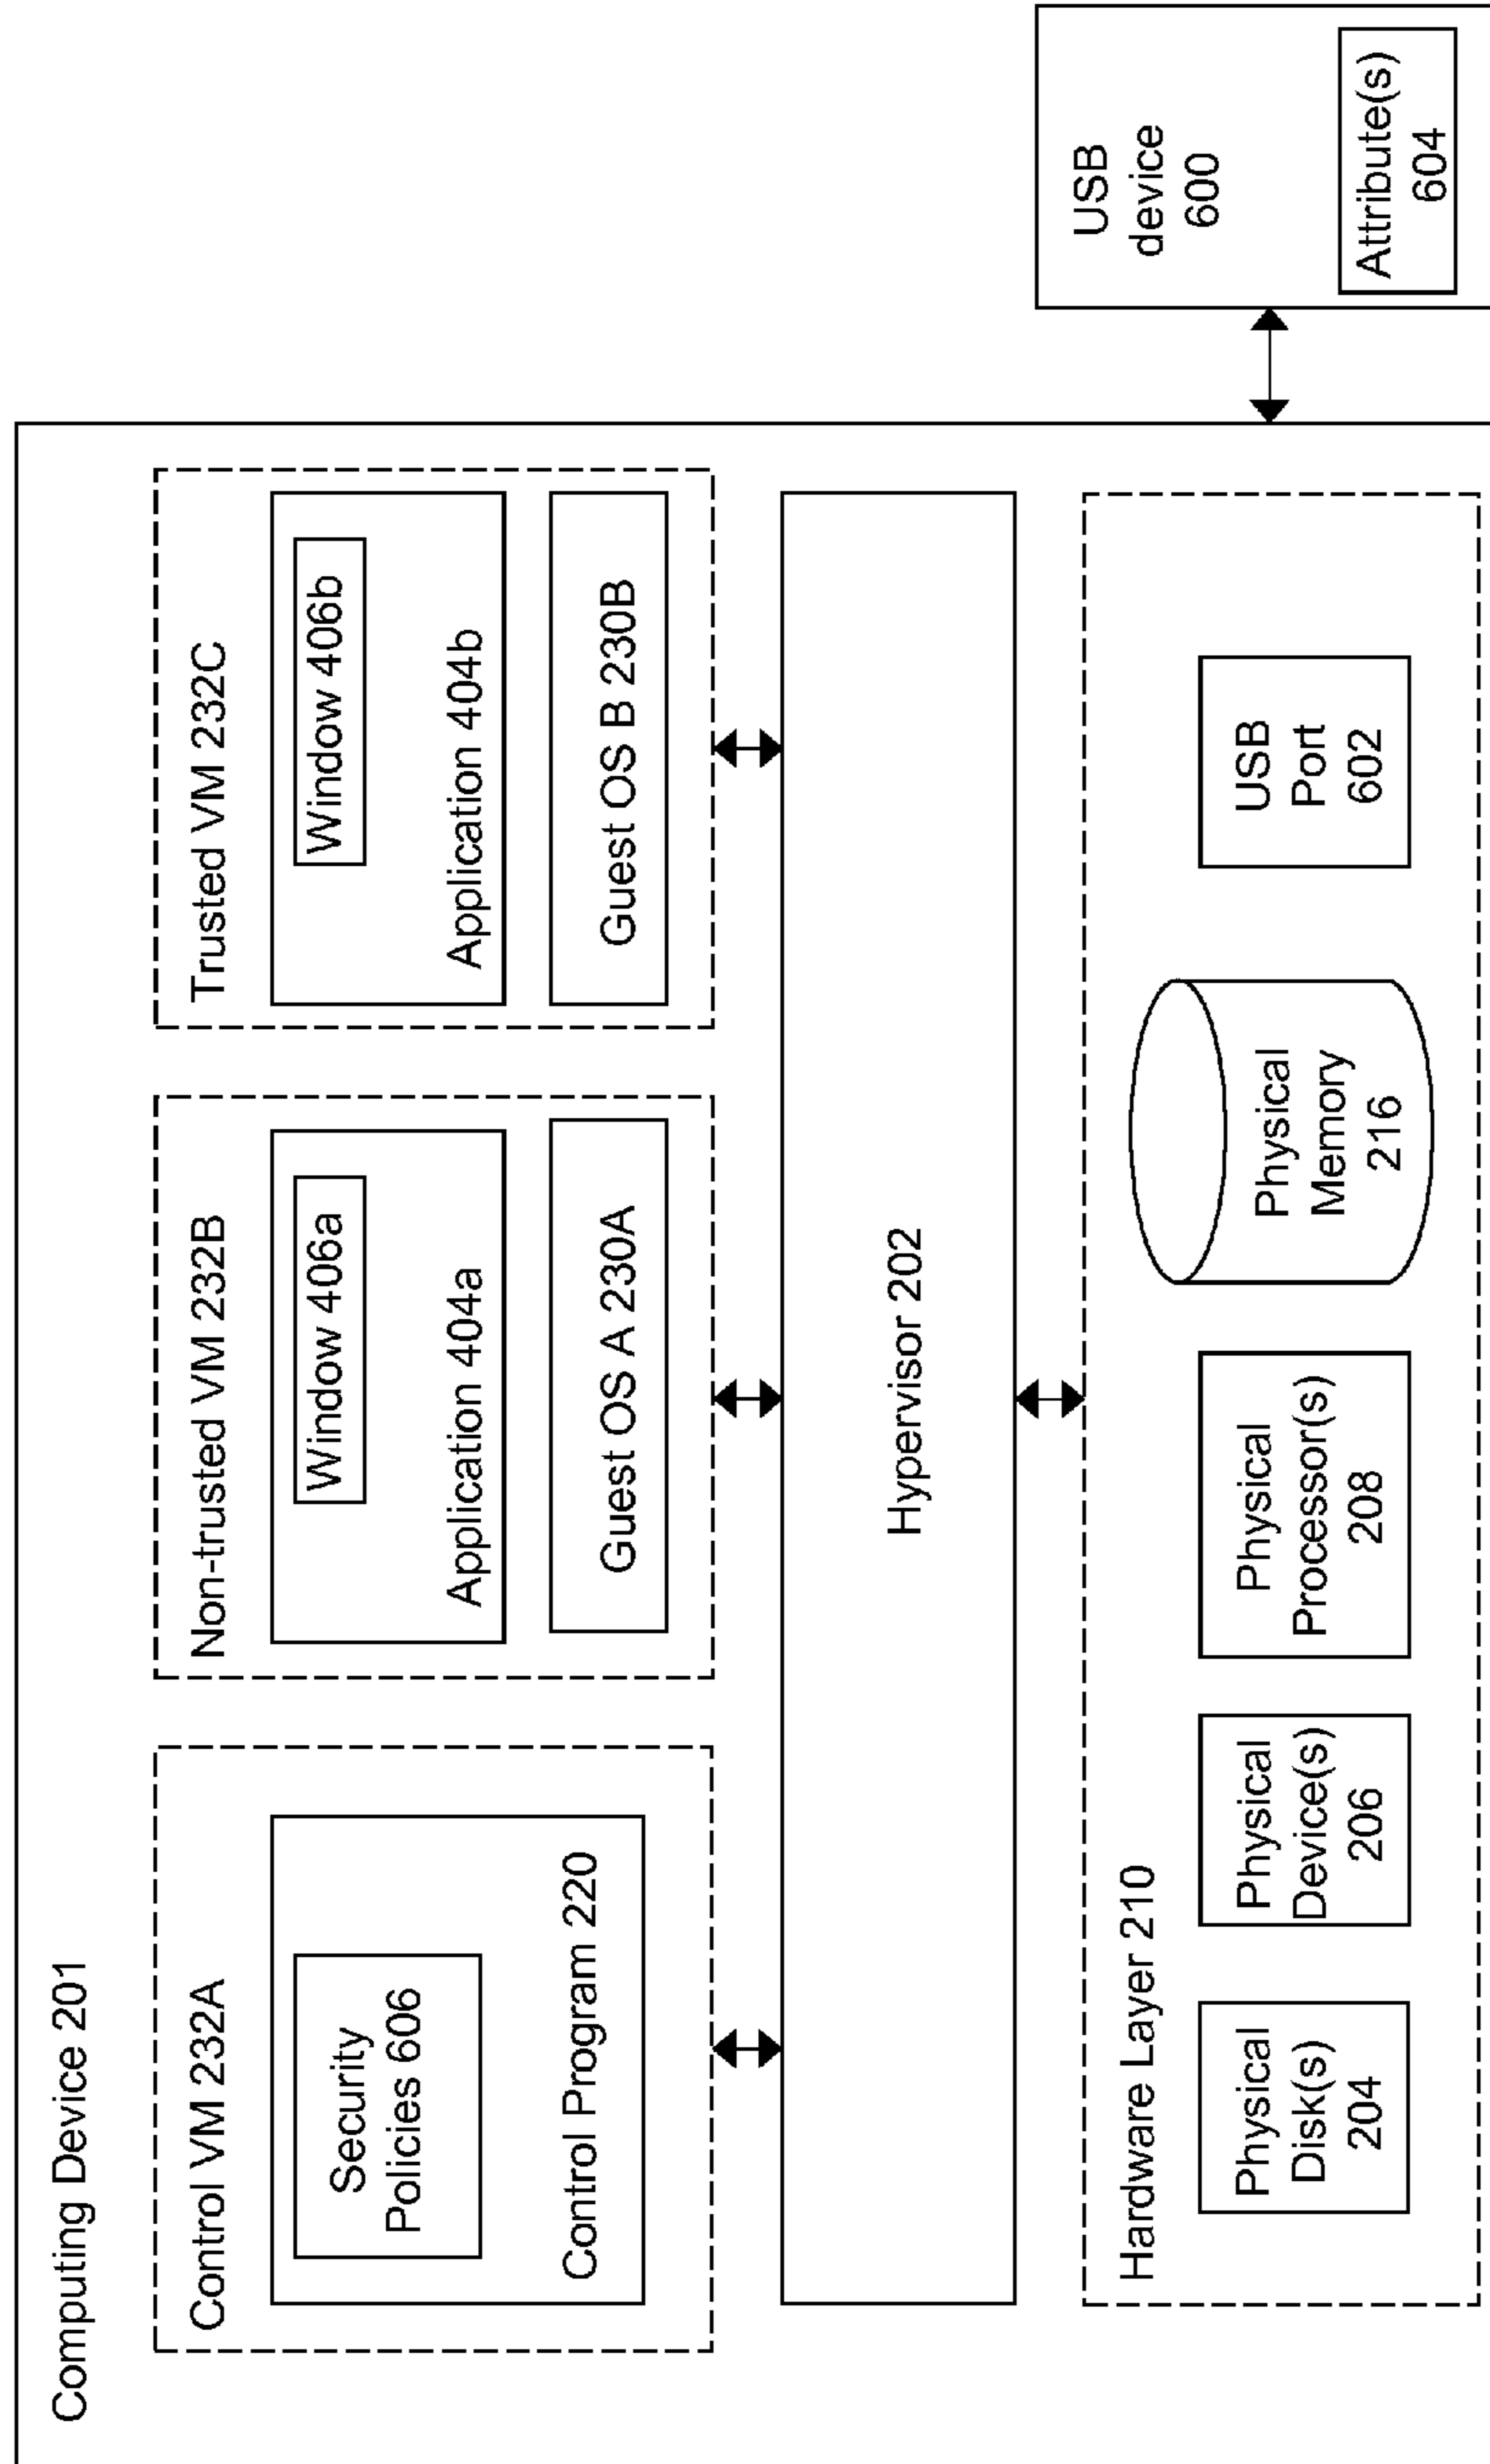 Computing Device 201
Control VM 232A
Security
Policies 606
Control Program 220
Non-trusted VM 232B
Window 406a
Application 404a
Guest OS A 230A
Trusted VM 232C
Window 406b
Application 404b
Guest OS B 230B
Hypervisor 202
Hardware Layer 210
Physical
Disk(s)
204
Physical
Device(s)
206
Physical
Processor(s)
208
Physical
Memory
216
USB
Port
602
USB
device
600
Attribute(s)
604